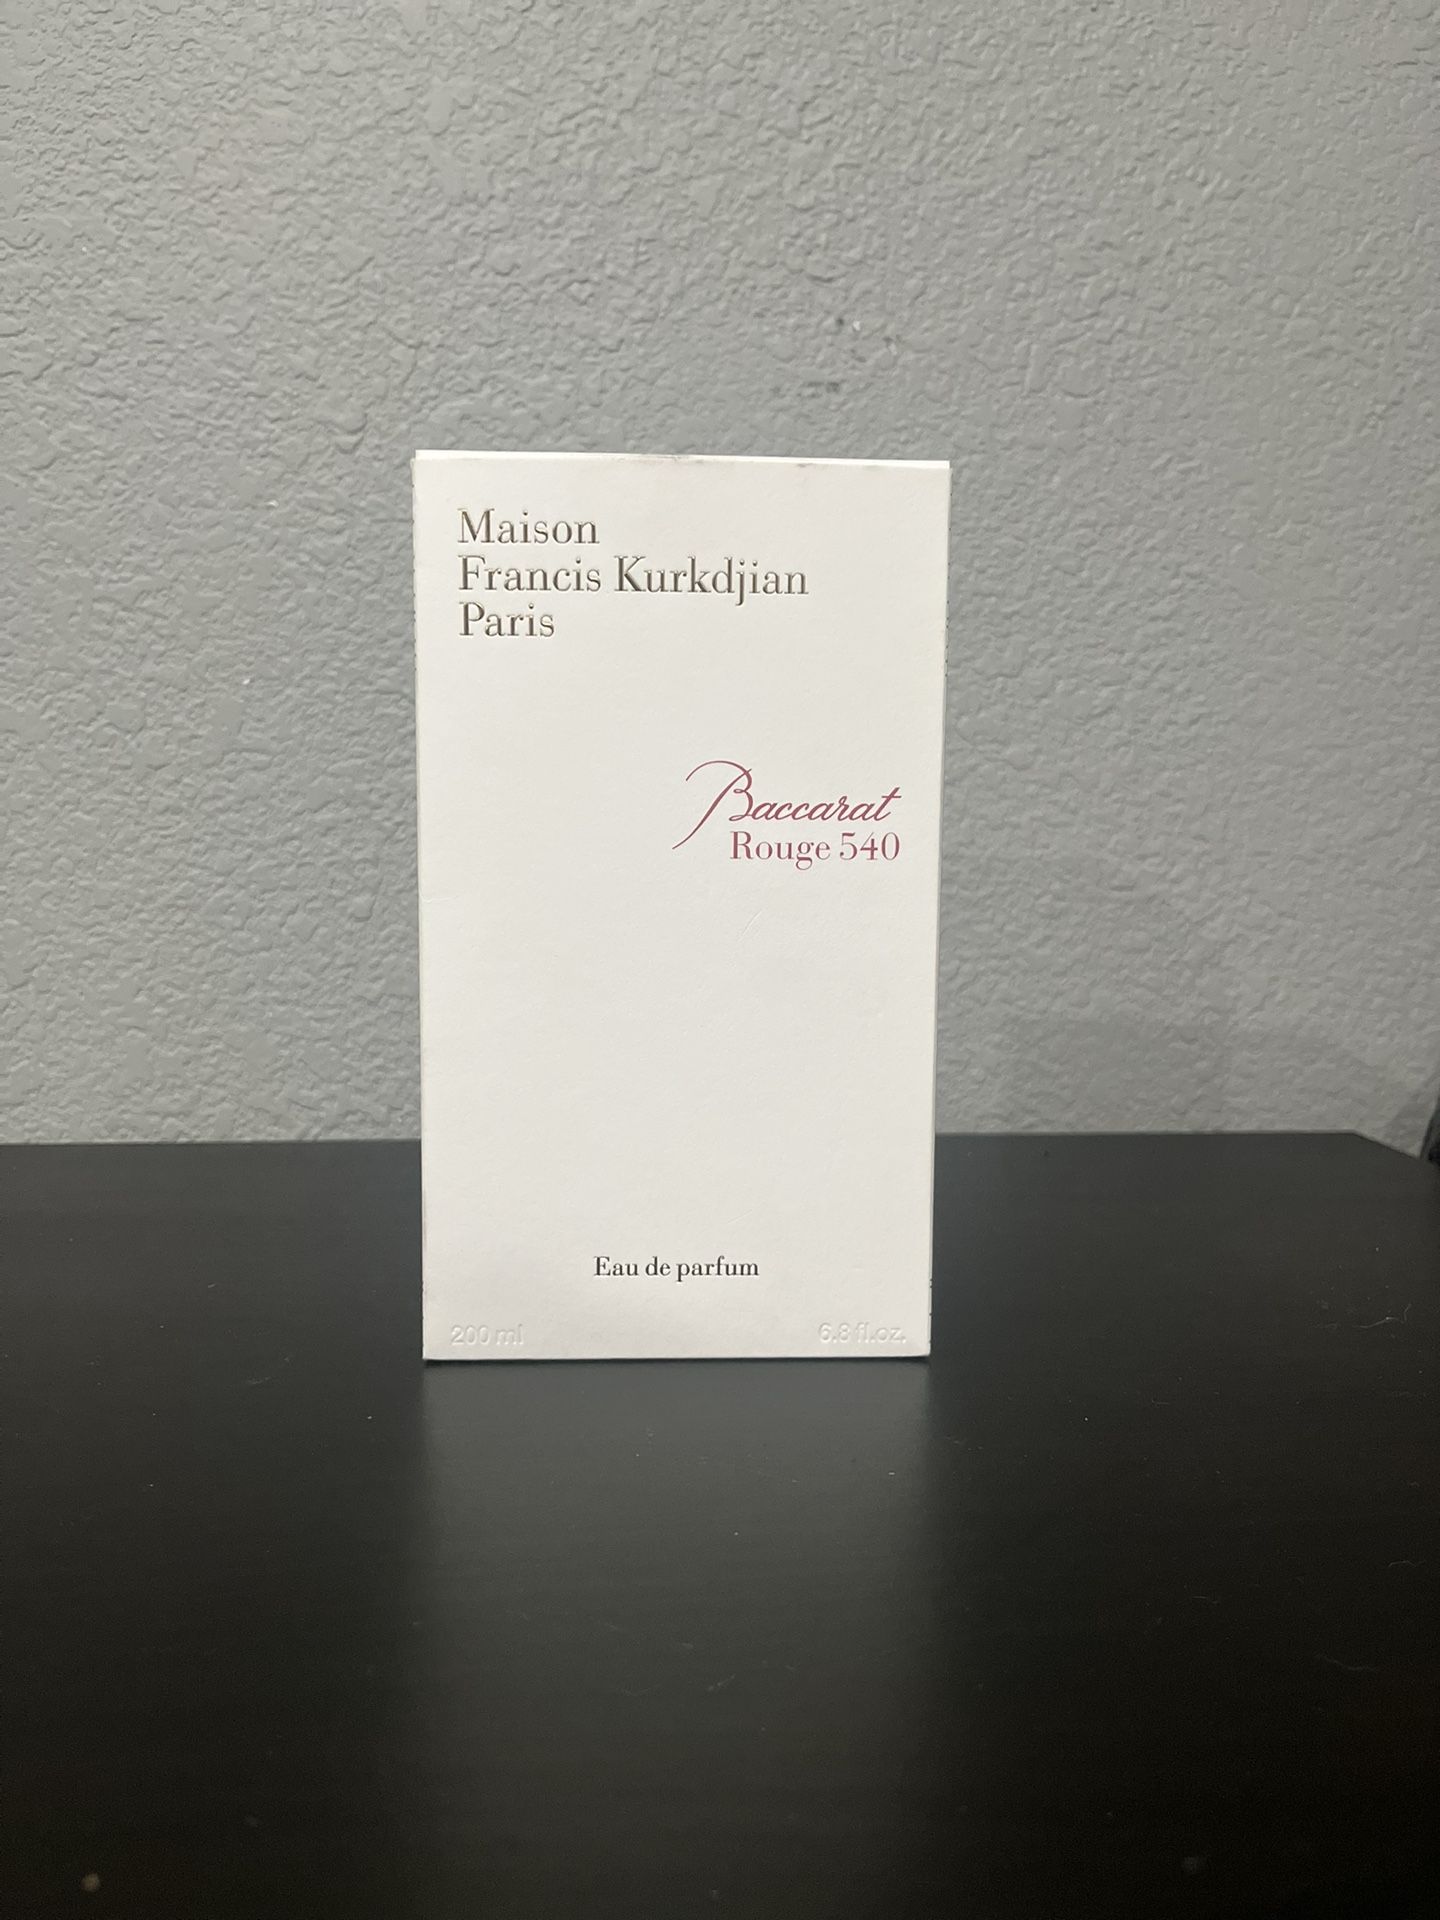 Maison
Francis Kurkdjian
Paris
Baccarat
Rouge 540
Eau de parfum
200 ml 6.8 fl.oz.